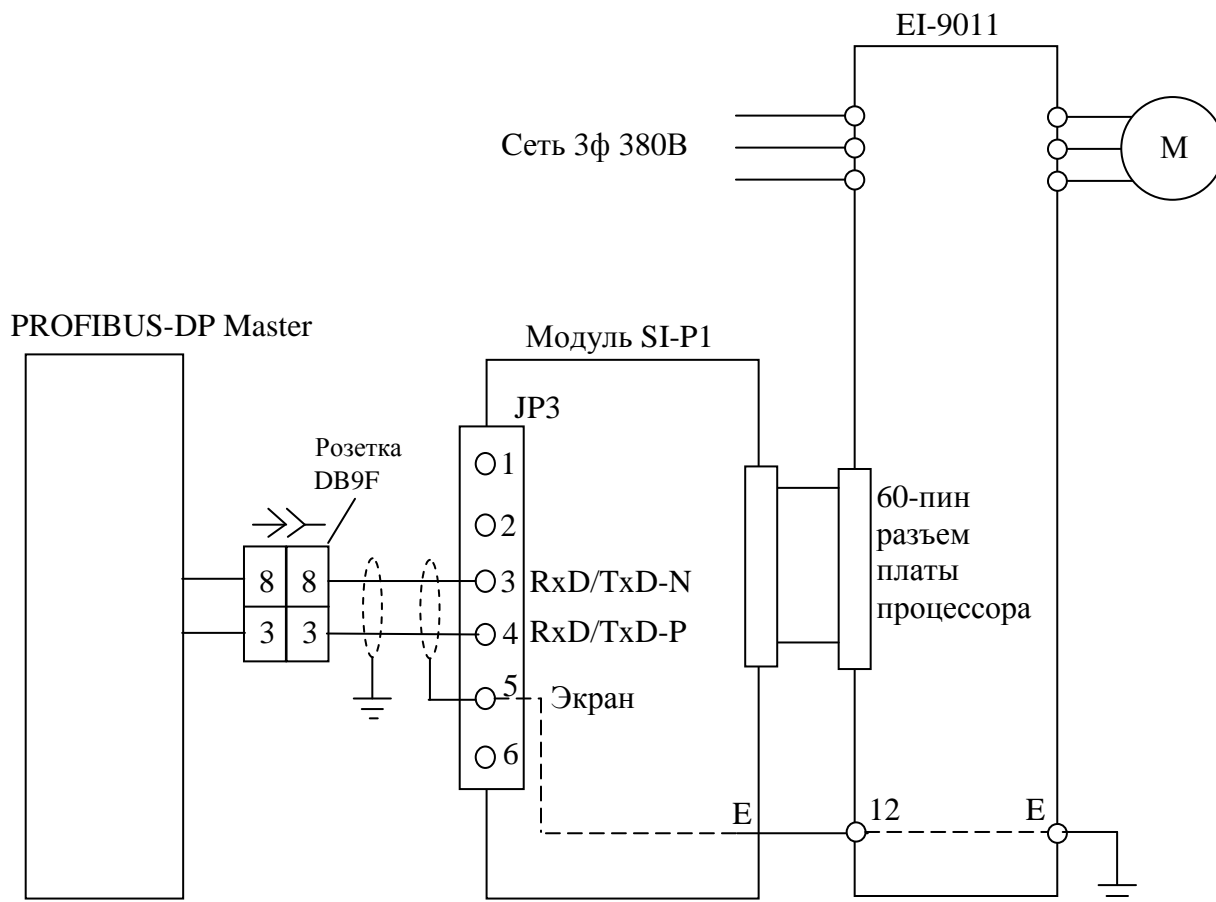 EI-9011
Сеть 3ф 380В
М
PROFIBUS-DP Master
Модуль SI-P1
JP3
Розетка
DB9F
1
2
8 8
3 RxD/TxD-N
3 3
4 RxD/TxD-P
5 Экран
6
60-пин
разъем
платы
процессора
E
12
E